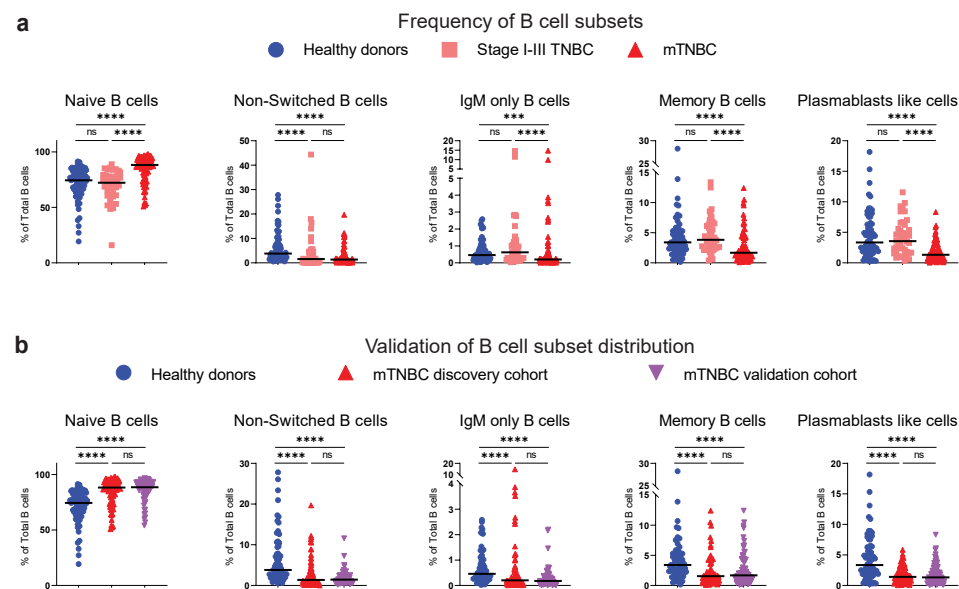 a
Frequency of B cell subsets
Healthy donors Stage I-III TNBC mTNBC
Naive B cells Non-Switched B cells IgM only B cells Memory B cells Plasmablasts like cells
**** **** *** **** ****
ns **** **** ns ns **** ns **** ns ****
% of Total B cells
100
50
0
% of Total B cells
50
40
30
20
10
0
% of Total B cells
20
15
10
5
5
4
3
2
1
0
% of Total B cells
30
25
15
10
5
0
% of Total B cells
20
15
10
5
0
b
Validation of B cell subset distribution
Healthy donors mTNBC discovery cohort mTNBC validation cohort
Naive B cells Non-Switched B cells IgM only B cells Memory B cells Plasmablasts like cells
**** **** **** **** ****
**** ns **** ns **** ns **** ns **** ns
% of Total B cells
100
50
0
% of Total B cells
30
20
10
0
% of Total B cells
20
10
4
3
2
1
0
% of Total B cells
30
25
15
10
5
0
% of Total B cells
20
15
10
5
0